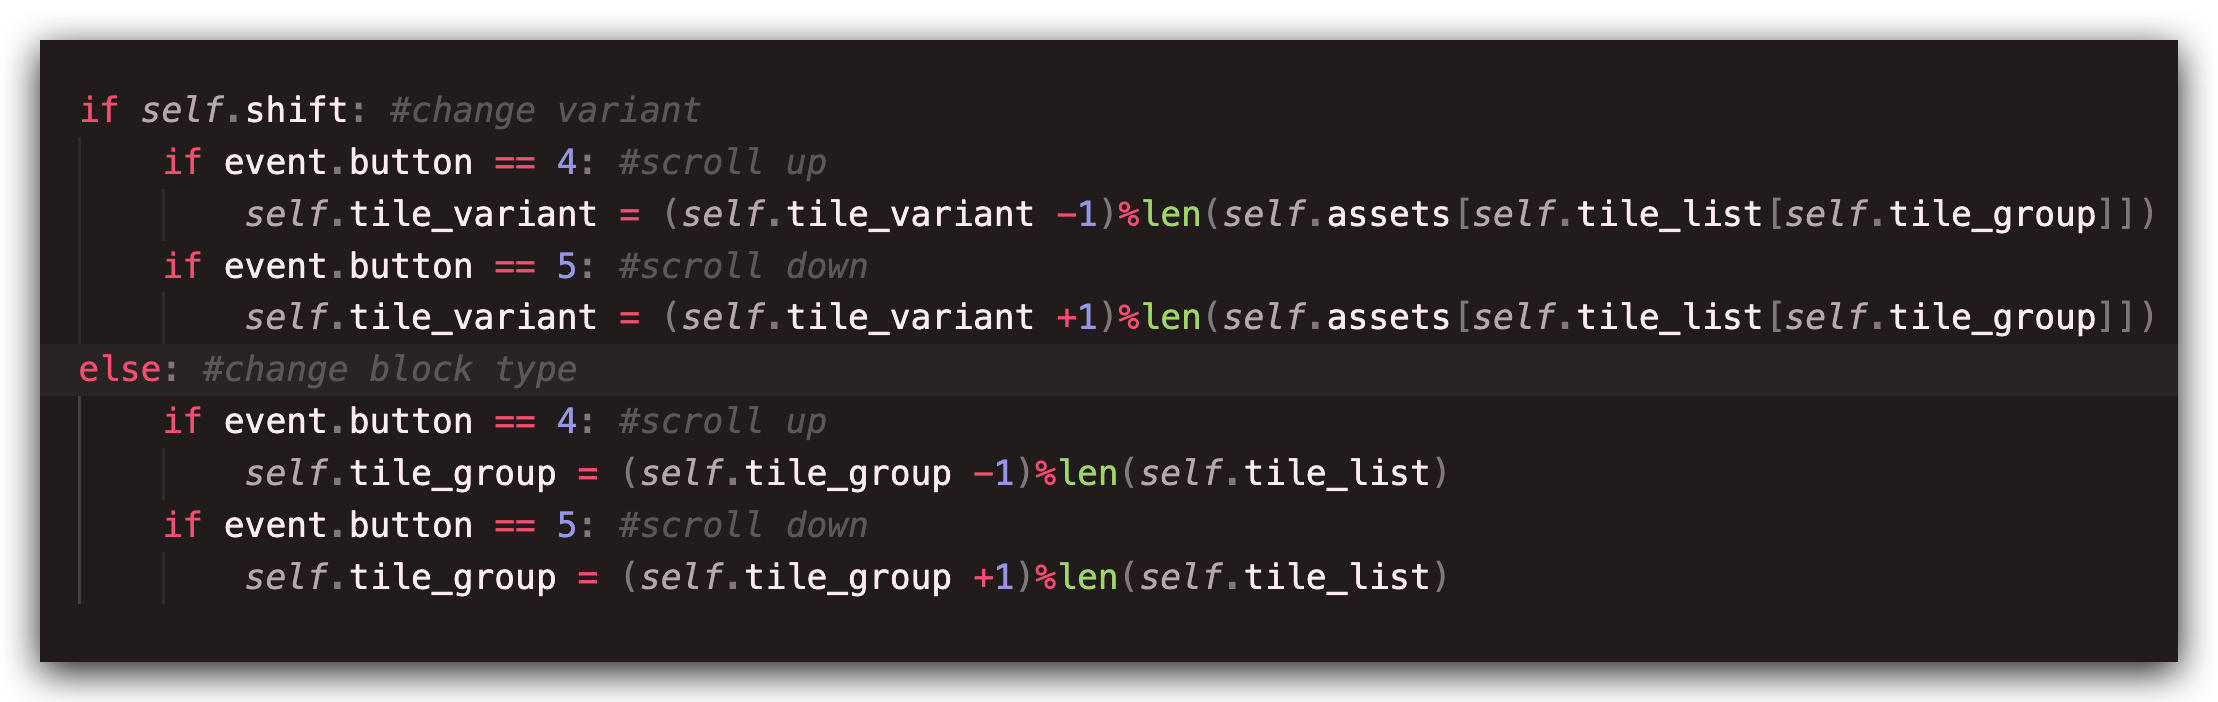 if self.shift: #change variant
    if event.button == 4: #scroll up
        self.tile_variant = (self.tile_variant -1)%len(self.assets[self.tile_list[self.tile_group]])
    if event.button == 5: #scroll down
        self.tile_variant = (self.tile_variant +1)%len(self.assets[self.tile_list[self.tile_group]])
else: #change block type
    if event.button == 4: #scroll up
        self.tile_group = (self.tile_group -1)%len(self.tile_list)
    if event.button == 5: #scroll down
        self.tile_group = (self.tile_group +1)%len(self.tile_list)